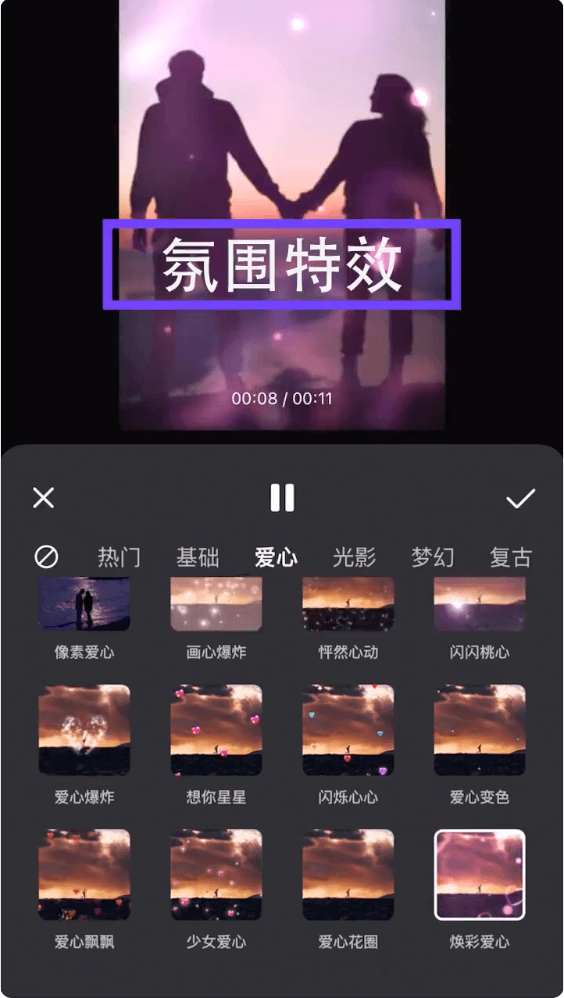 氛围特效
00:08 / 00:11
热门 基础 爱心 光影 梦幻 复古
像素爱心 画心爆炸 怦然心动 闪闪桃心
爱心爆炸 想你星星 闪烁心心 爱心变色
爱心飘飘 少女爱心 爱心花圈 焕彩爱心